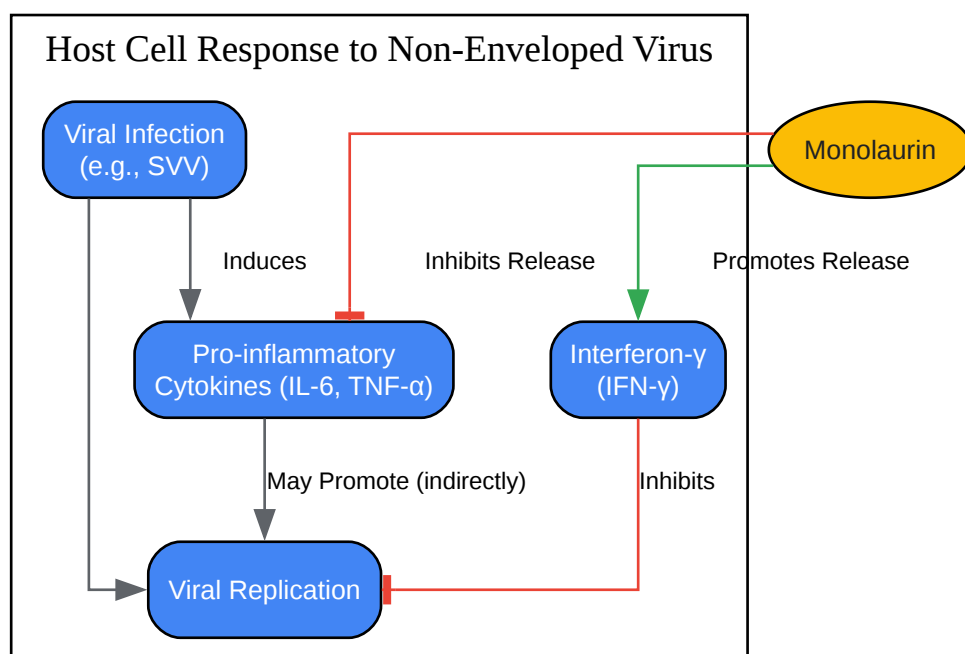 Host Cell Response to Non-Enveloped Virus
Viral Infection
(e.g., SVV)
Monolaurin
Induces
Inhibits Release
Promotes Release
Pro-inflammatory
Cytokines (IL-6, TNF-α)
Interferon-γ
(IFN-γ)
May Promote (indirectly)
Inhibits
Viral Replication